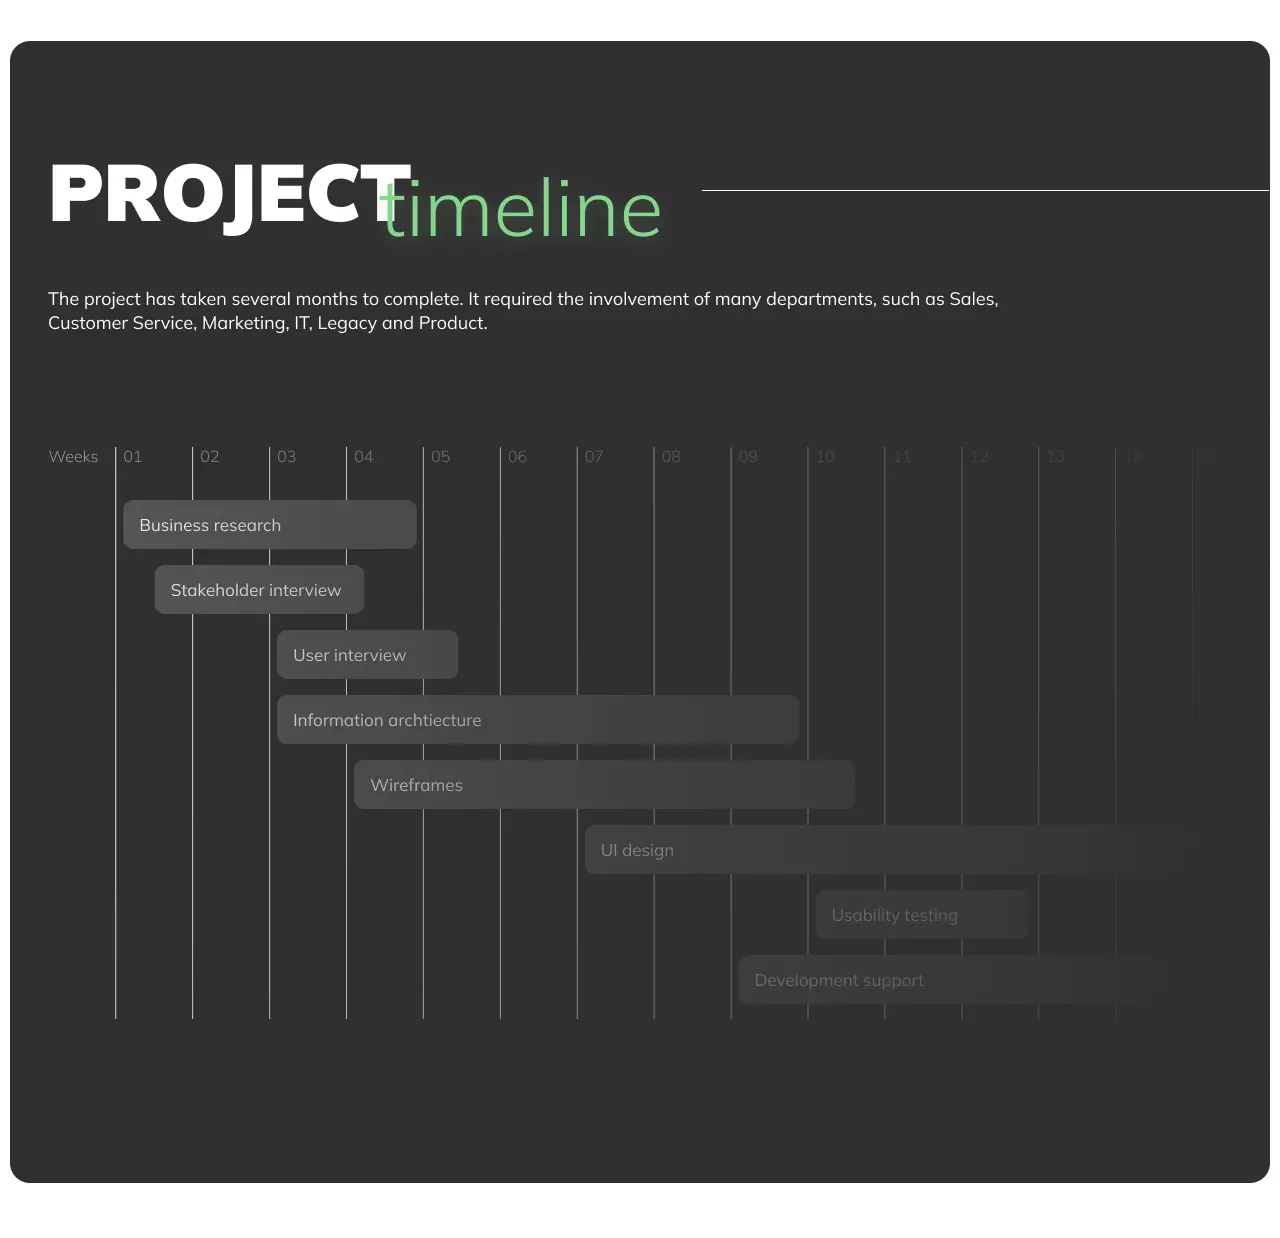 PROJECT timeline
The project has taken several months to complete. It required the involvement of many departments, such as Sales,
Customer Service, Marketing, IT, Legacy and Product.
Weeks 01 02 03 04 05 06 07 08 09 10 11 12 13 14
Business research
Stakeholder interview
User interview
Information archtiecture
Wireframes
UI design
Usability testing
Development support